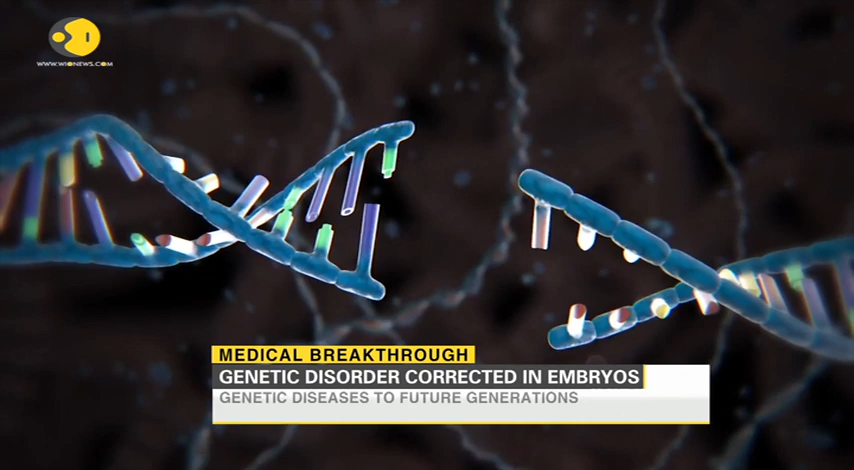 WWW.WIONEWS.COM
MEDICAL BREAKTHROUGH
GENETIC DISORDER CORRECTED IN EMBRYOS
GENETIC DISEASES TO FUTURE GENERATIONS